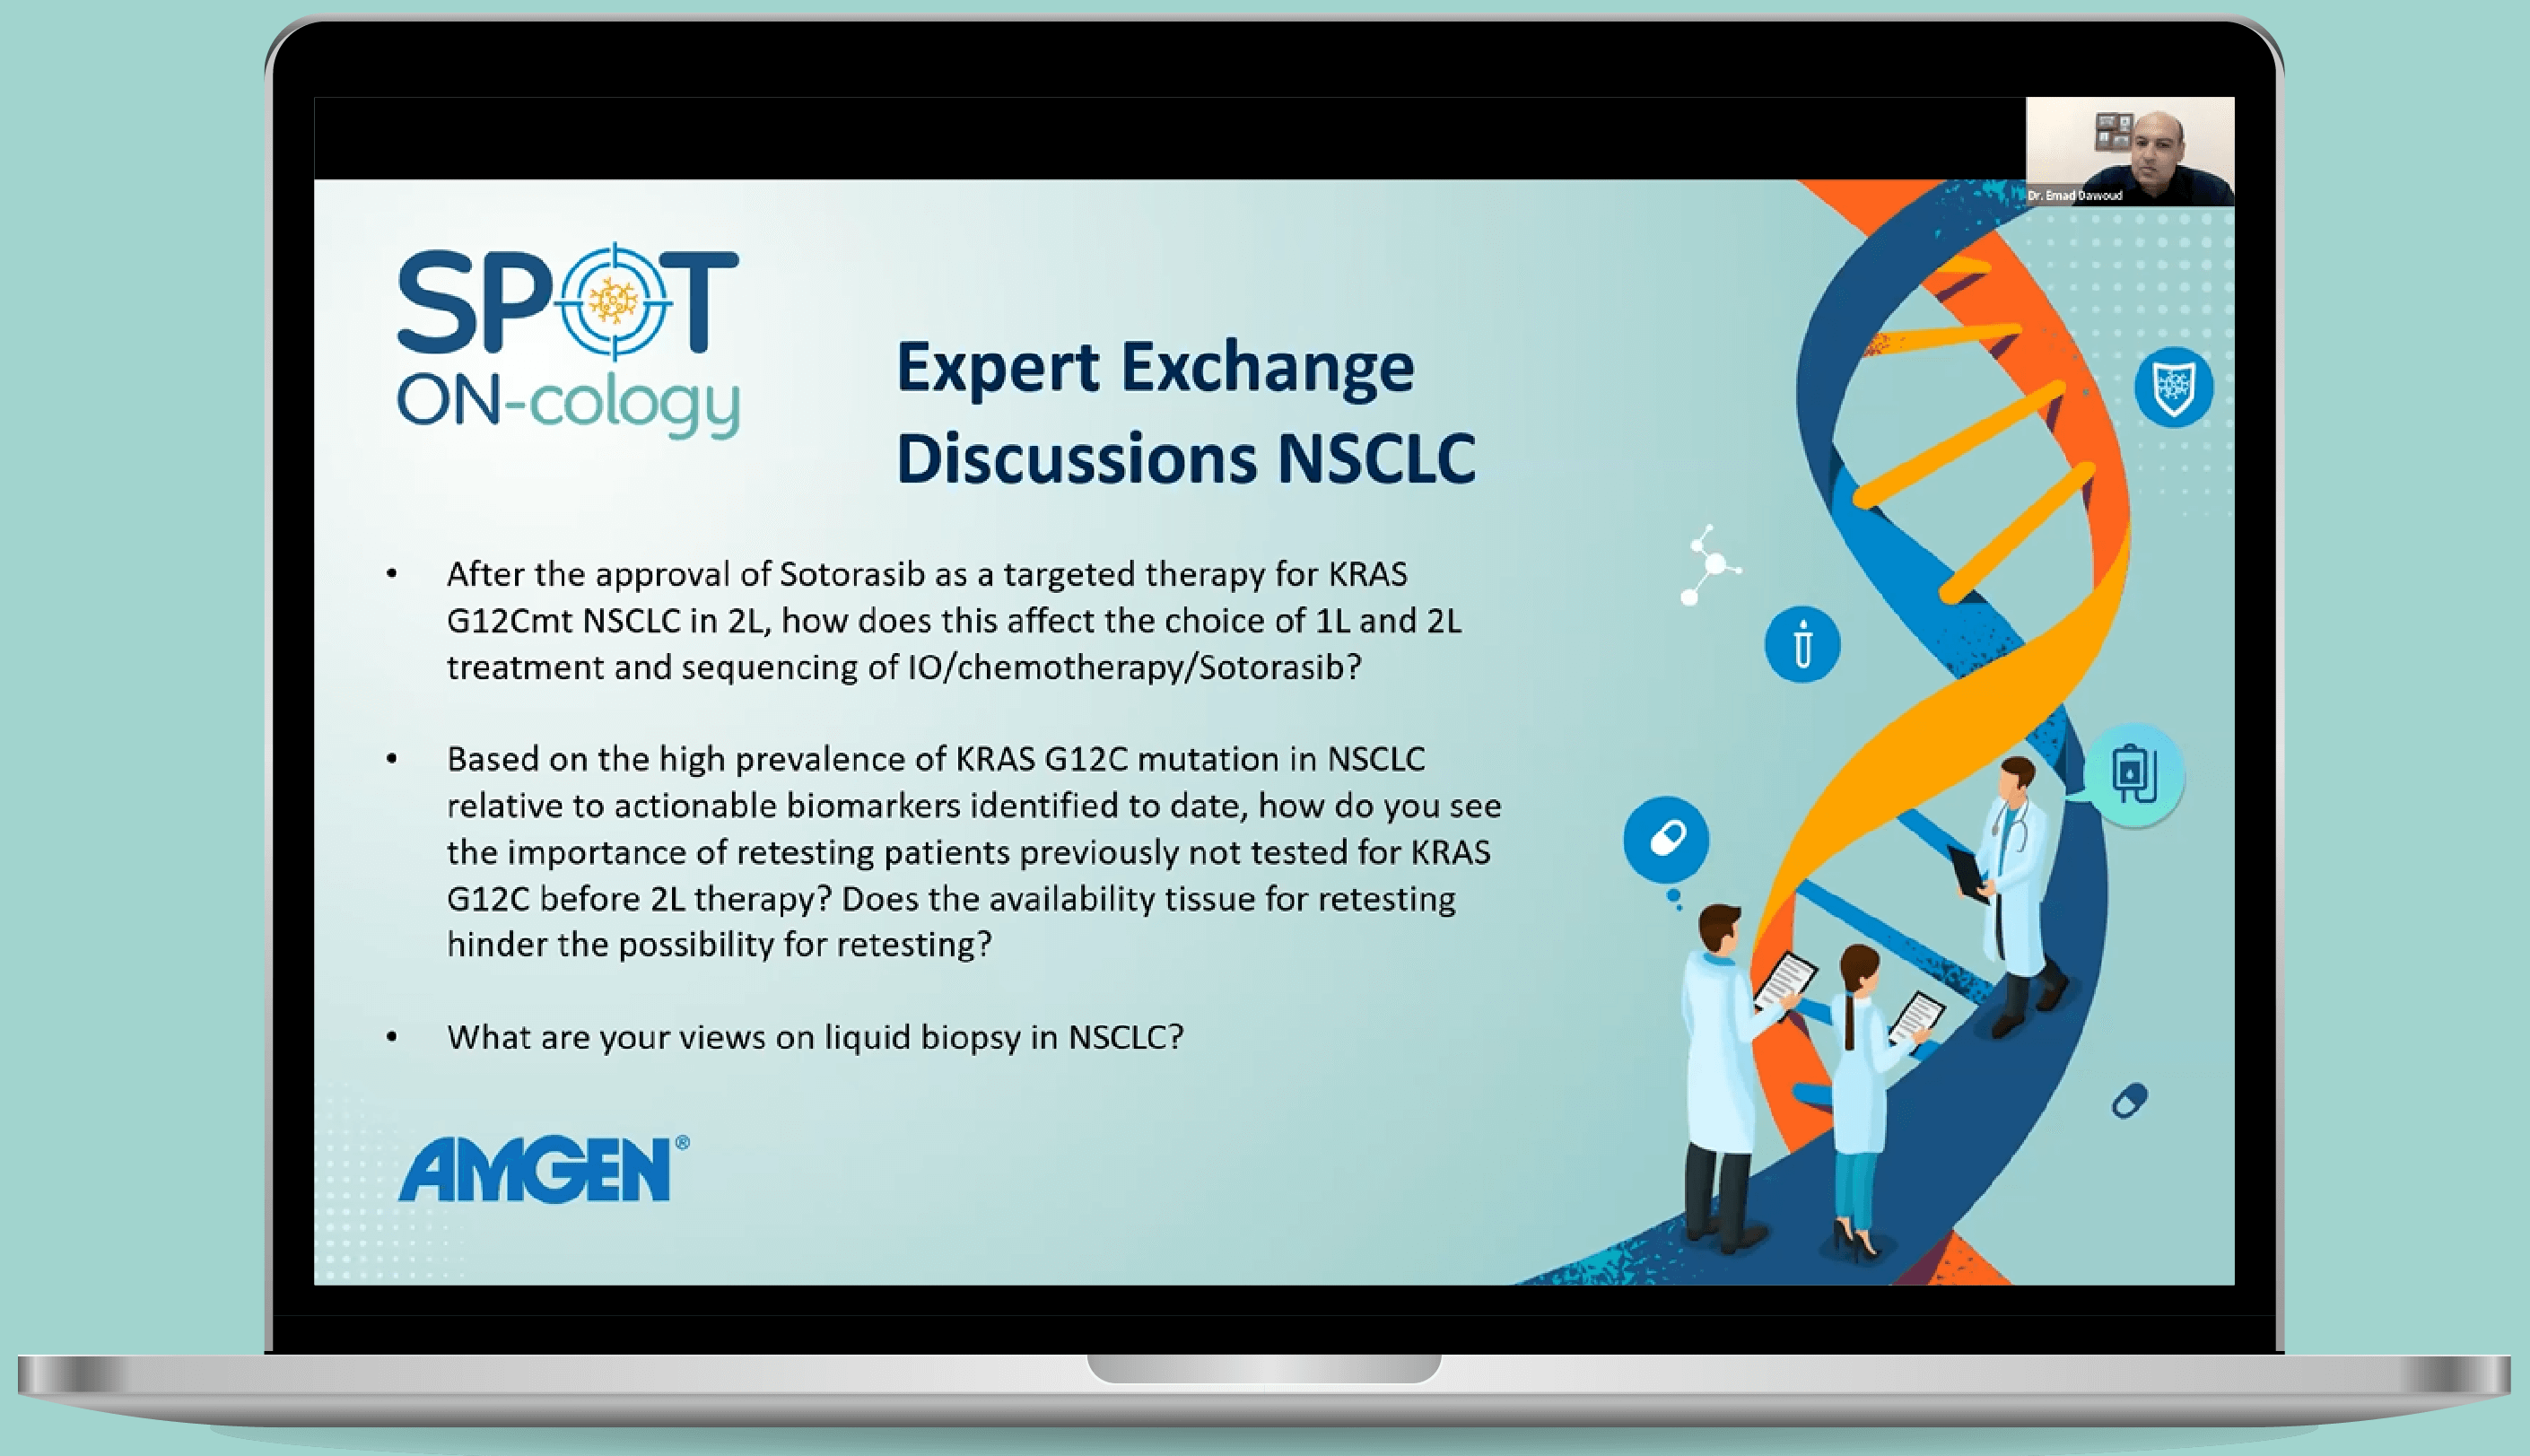 Dr. Emad Dawoud
SPOT
ON-cology
Expert Exchange
Discussions NSCLC
• After the approval of Sotorasib as a targeted therapy for KRAS
G12Cmt NSCLC in 2L, how does this affect the choice of 1L and 2L
treatment and sequencing of IO/chemotherapy/Sotorasib?
• Based on the high prevalence of KRAS G12C mutation in NSCLC
relative to actionable biomarkers identified to date, how do you see
the importance of retesting patients previously not tested for KRAS
G12C before 2L therapy? Does the availability tissue for retesting
hinder the possibility for retesting?
• What are your views on liquid biopsy in NSCLC?
AMGEN®